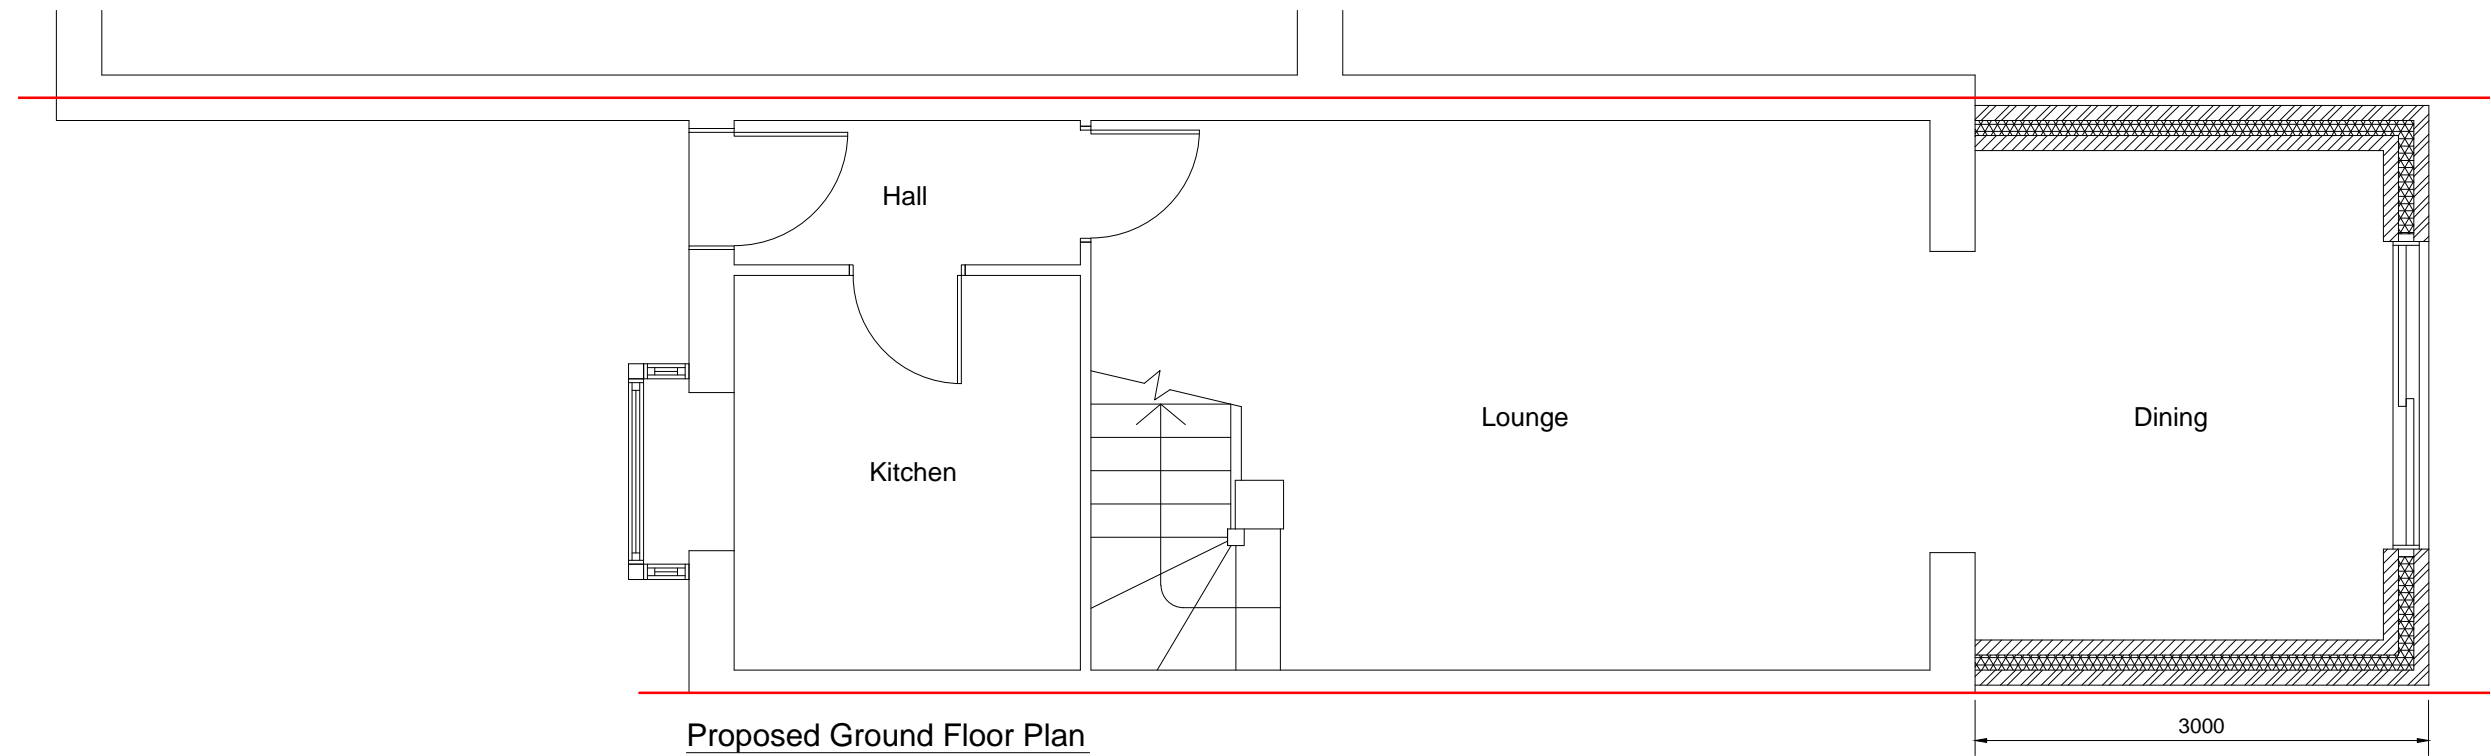 Hall
Lounge
Dining
Kitchen
3000
Proposed Ground Floor Plan